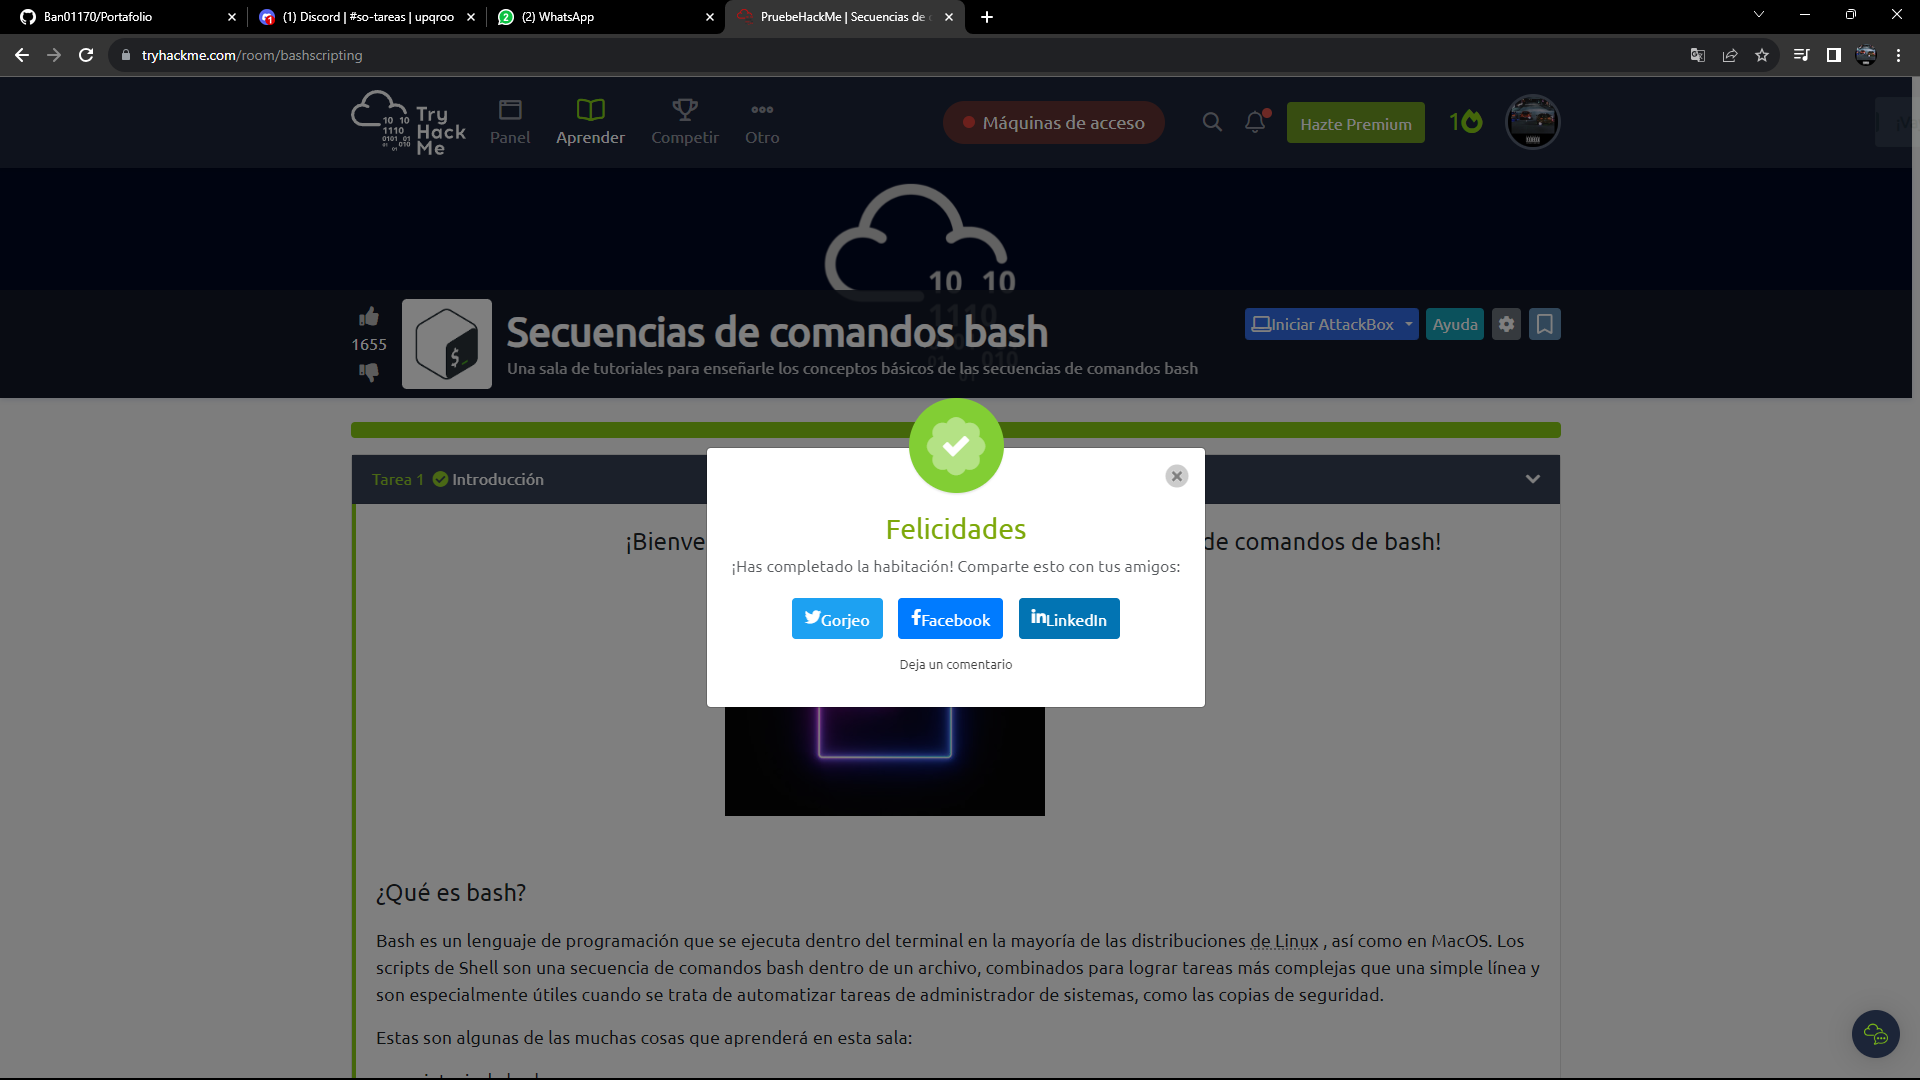 Ban01170/Portafolio
(1) Discord | #so-tareas | upqroo
(2) WhatsApp
PruebeHackMe | Secuencias de
tryhackme.com/room/bashscripting
Try Hack Me
Panel
Aprender
Competir
Otro
Máquinas de acceso
Hazte Premium
1
1655
Secuencias de comandos bash
Una sala de tutoriales para enseñarle los conceptos básicos de las secuencias de comandos bash
Iniciar AttackBox
Ayuda
Tarea 1 Introducción
¡Bienve
de comandos de bash!
Felicidades
¡Has completado la habitación! Comparte esto con tus amigos:
Gorjeo
Facebook
LinkedIn
Deja un comentario
¿Qué es bash?
Bash es un lenguaje de programación que se ejecuta dentro del terminal en la mayoría de las distribuciones de Linux , así como en MacOS. Los
scripts de Shell son una secuencia de comandos bash dentro de un archivo, combinados para lograr tareas más complejas que una simple línea y
son especialmente útiles cuando se trata de automatizar tareas de administrador de sistemas, como las copias de seguridad.
Estas son algunas de las muchas cosas que aprenderá en esta sala: